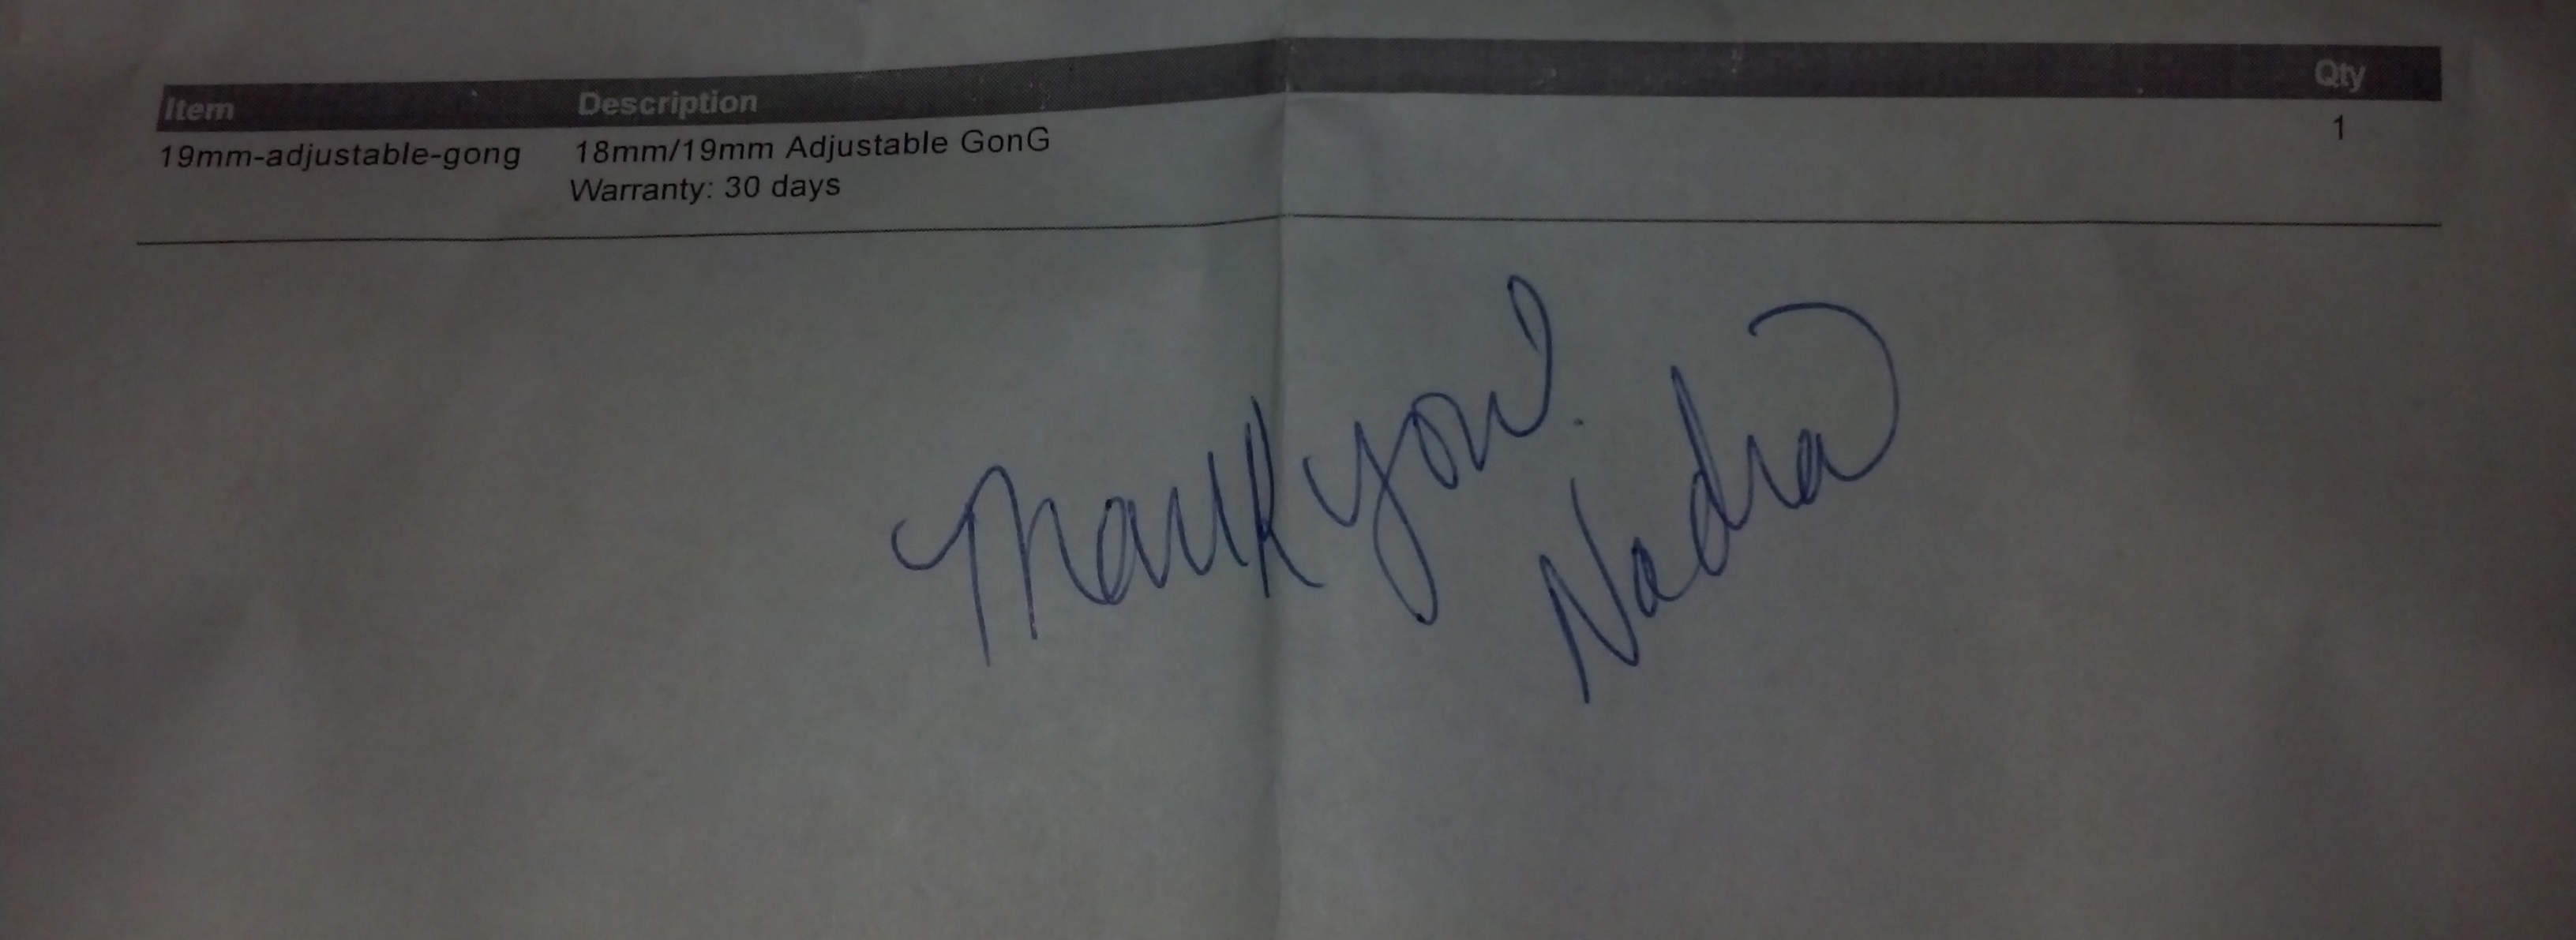 Item Description Qty
19mm-adjustable-gong 18mm/19mm Adjustable GonG 1
Warranty: 30 days
Thank you!
Nadia